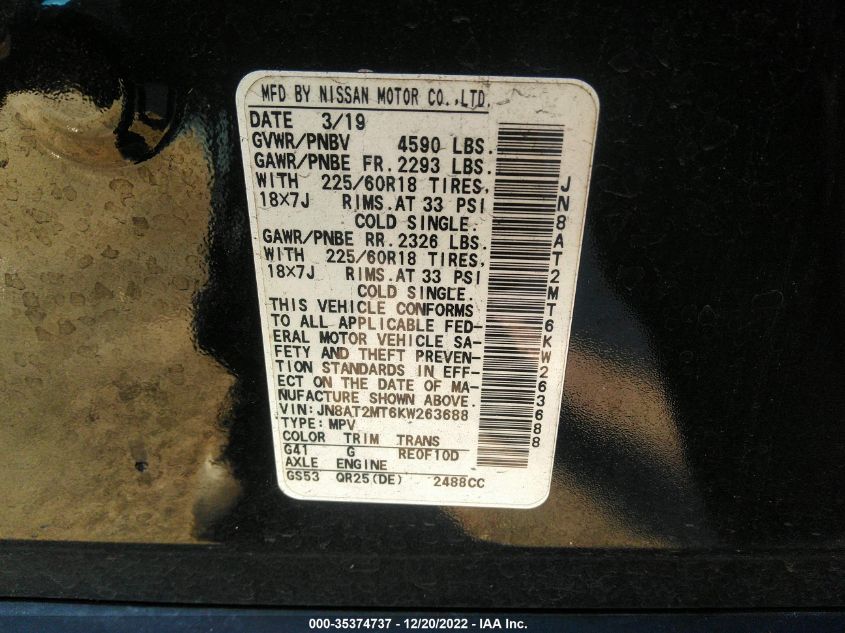 MFD BY NISSAN MOTOR CO.,LTD.
DATE 3/19
GVWR/PNBV 4590 LBS.
GAWR/PNBE FR. 2293 LBS.
WITH 225/60R18 TIRES,
18×7J RIMS. AT 33 PSI
COLD SINGLE.
GAWR/PNBE RR. 2326 LBS.
WITH 225/60R18 TIRES,
18×7J RIMS. AT 33 PSI
COLD SINGLE.
THIS VEHICLE CONFORMS
TO ALL APPLICABLE FED-
ERAL MOTOR VEHICLE SA-
FETY AND THEFT PREVEN-
TION STANDARDS IN EFF-
ECT ON THE DATE OF MA-
NUFACTURE SHOWN ABOVE.
VIN: JN8AT2MT6KW263688
TYPE: MPV
COLOR TRIM TRANS
G41 G RE0F10D
AXLE ENGINE
GS53 QR25(DE) 2488CC
JN8AT2MT6KW263688
000-35374737 - 12/20/2022 - IAA Inc.